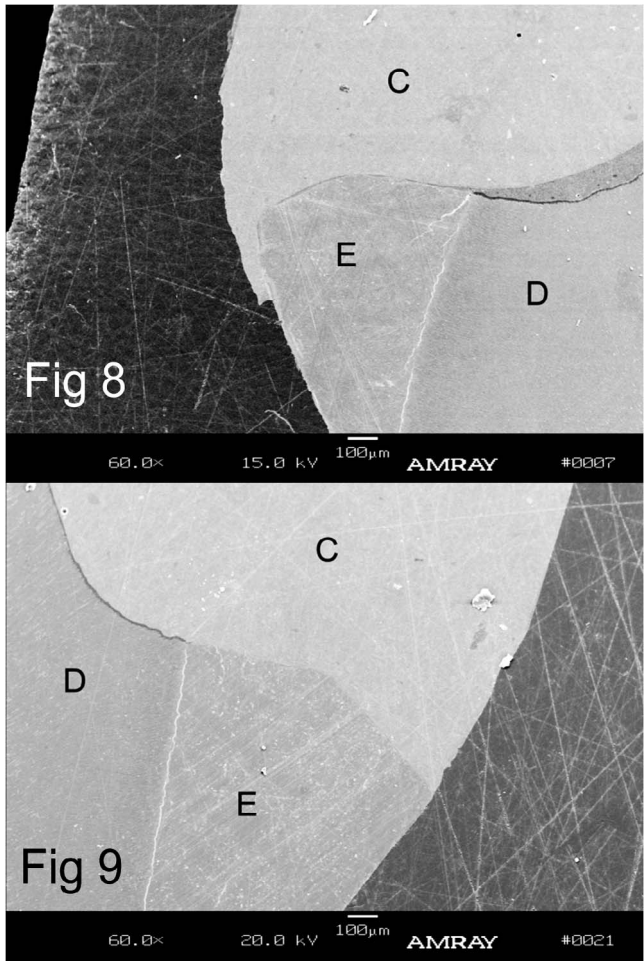 C
E
D
Fig 8
100µm
60.0× 15.0 kV AMRAY #0007
C
D
E
Fig 9
100µm
60.0× 20.0 kV AMRAY #0021